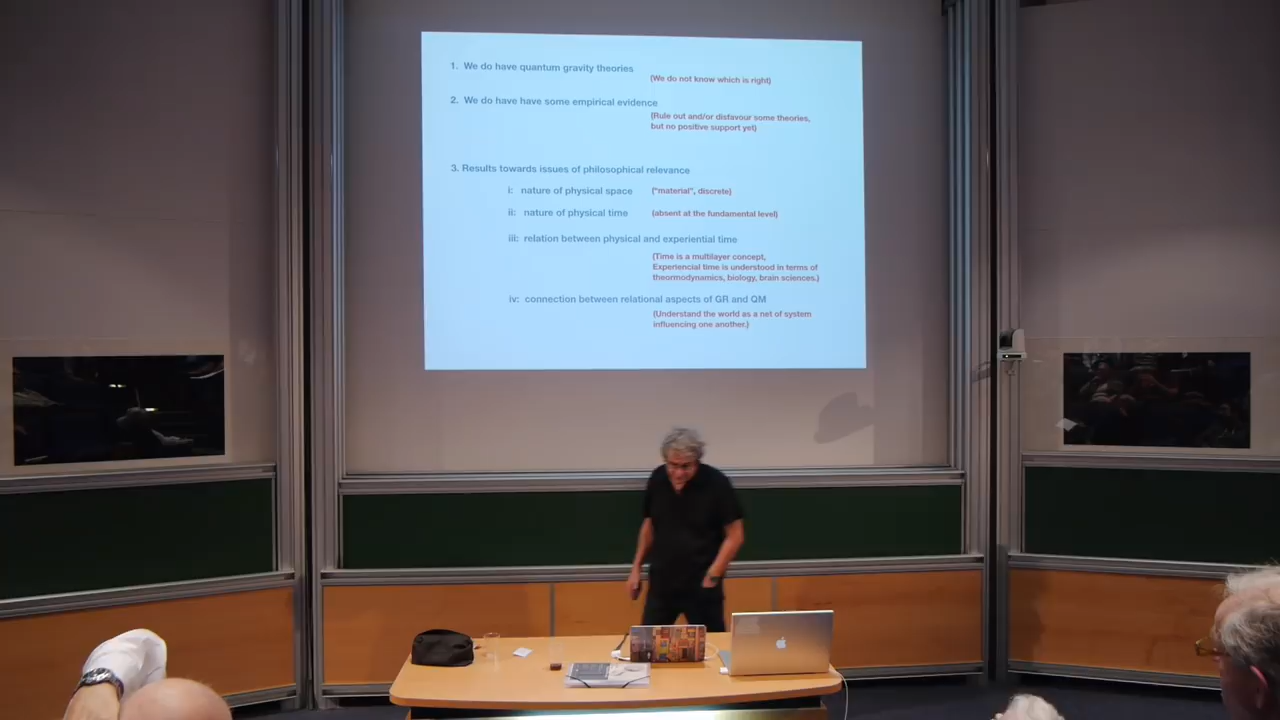 1. We do have quantum gravity theories
(We do not know which is right)
2. We do have have some empirical evidence
(Rule out and/or disfavour some theories,
but no positive support yet)
3. Results towards issues of philosophical relevance
i: nature of physical space ("material", discrete)
ii: nature of physical time (absent at the fundamental level)
iii: relation between physical and experiential time
(Time is a multilayer concept,
Experiencial time is understood in terms of
theormodynamics, biology, brain sciences.)
iv: connection between relational aspects of GR and QM
(Understand the world as a net of system
influencing one another.)